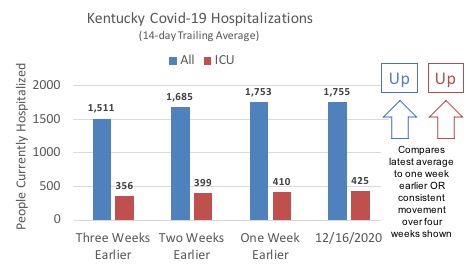 Kentucky Covid-19 Hospitalizations
(14-day Trailing Average)
All ICU
People Currently Hospitalized
2000
1500
1000
500
0
1,511
356
1,685
399
1,753
410
1,755
425
Three Weeks
Earlier
Two Weeks
Earlier
One Week
Earlier
12/16/2020
Up Up
Compares
latest average
to one week
earlier OR
consistent
movement
over four
weeks shown